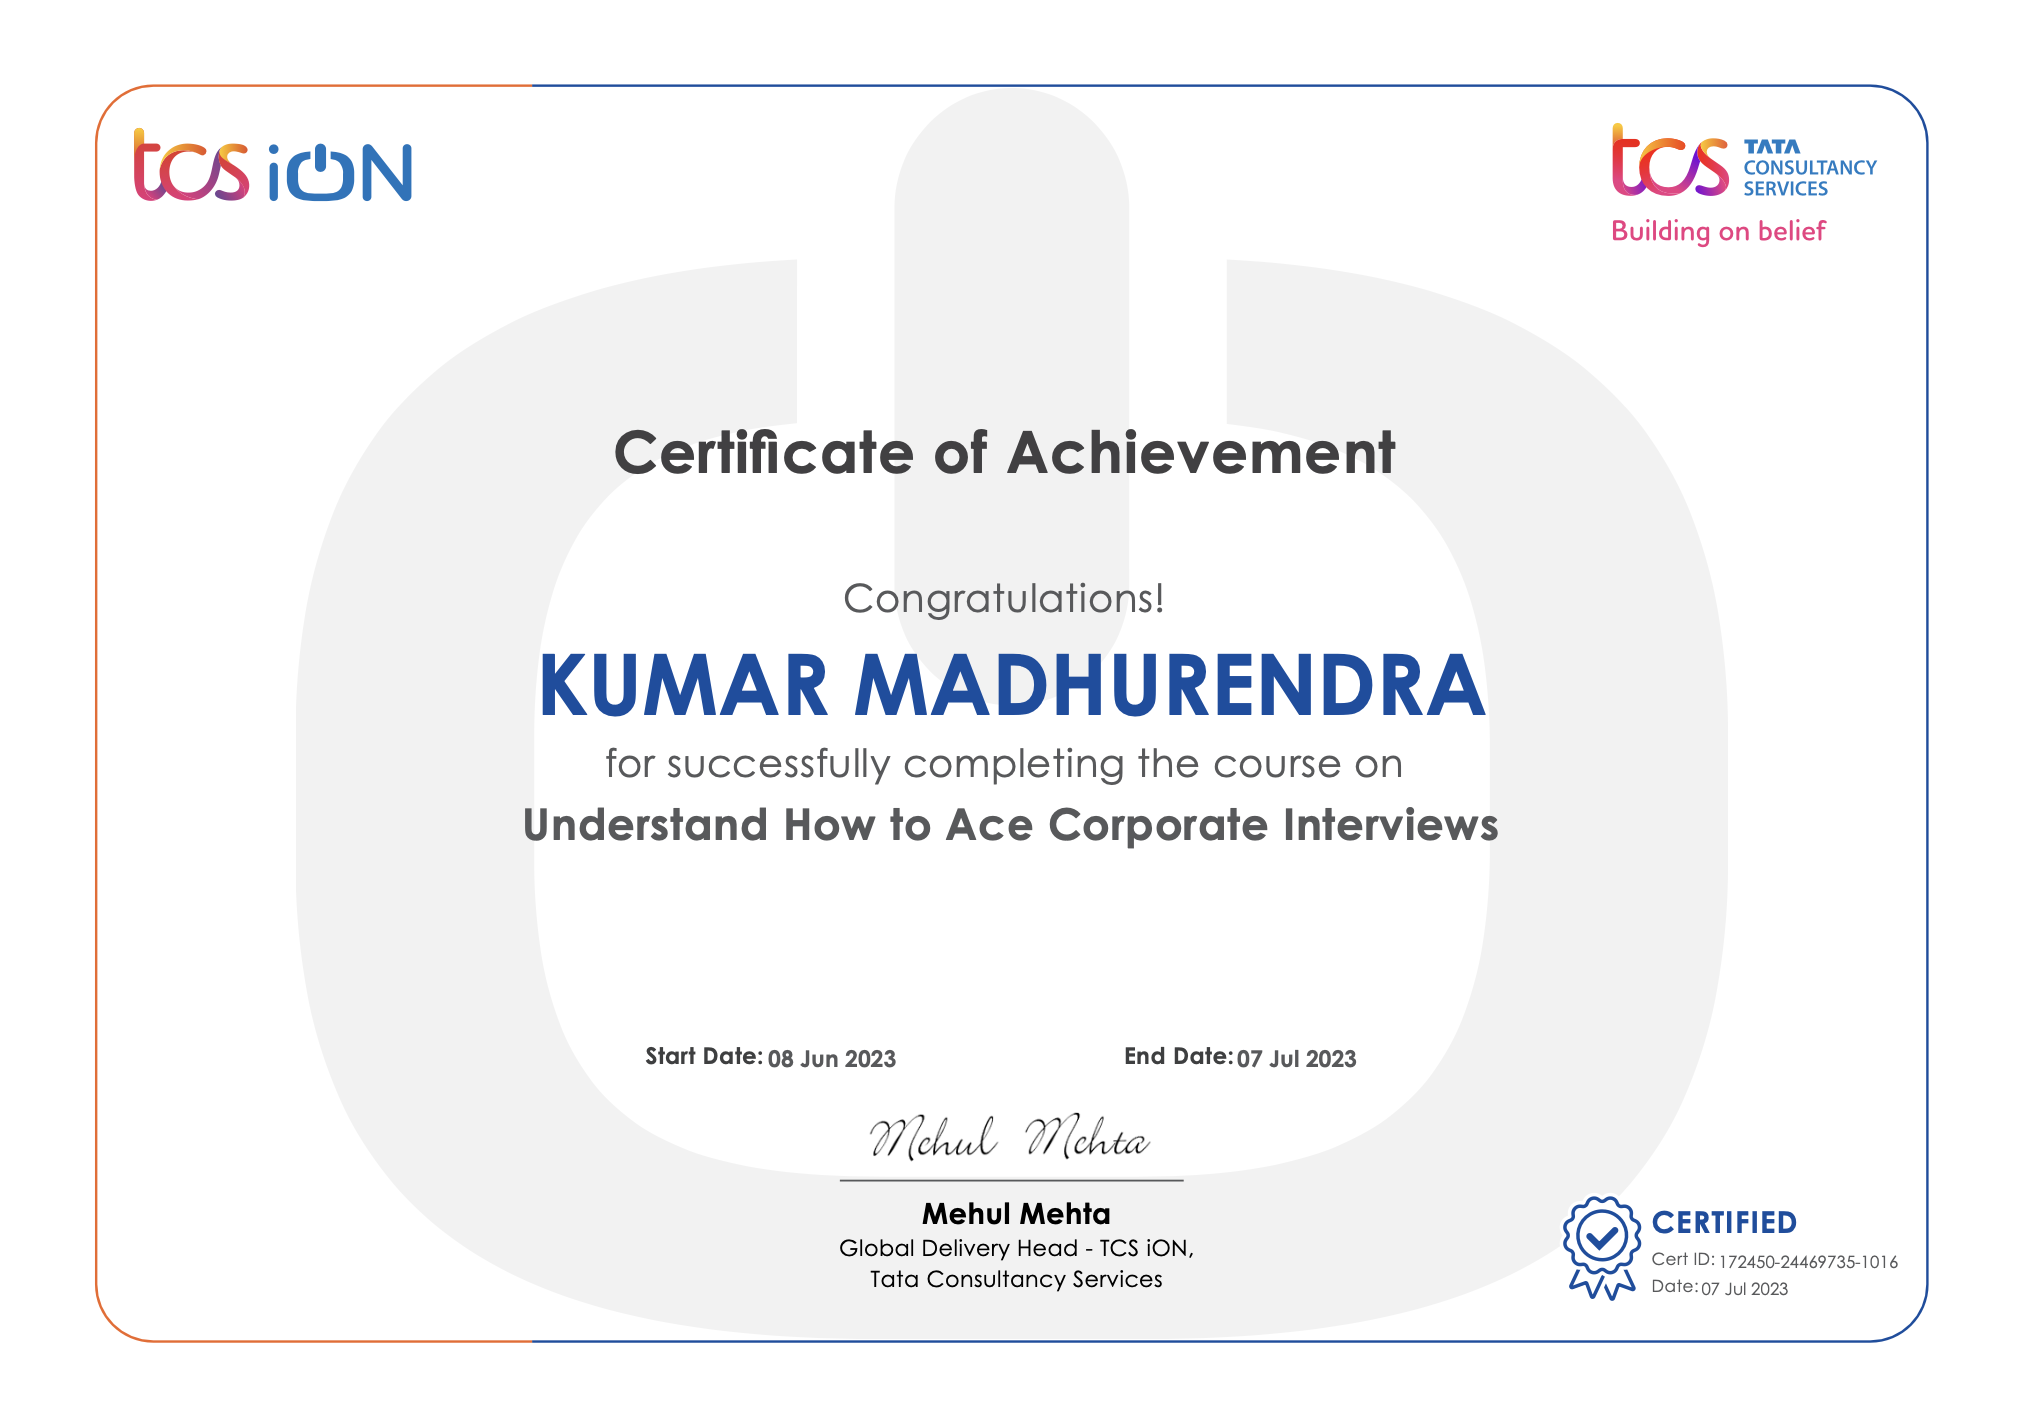 tcs iON
tcs TATA
CONSULTANCY
SERVICES
Building on belief
Certificate of Achievement
Congratulations!
KUMAR MADHURENDRA
for successfully completing the course on
Understand How to Ace Corporate Interviews
Start Date: 08 Jun 2023 End Date: 07 Jul 2023
Mehul Mehta
Mehul Mehta
Global Delivery Head - TCS iON,
Tata Consultancy Services
CERTIFIED
Cert ID: 172450-24469735-1016
Date: 07 Jul 2023